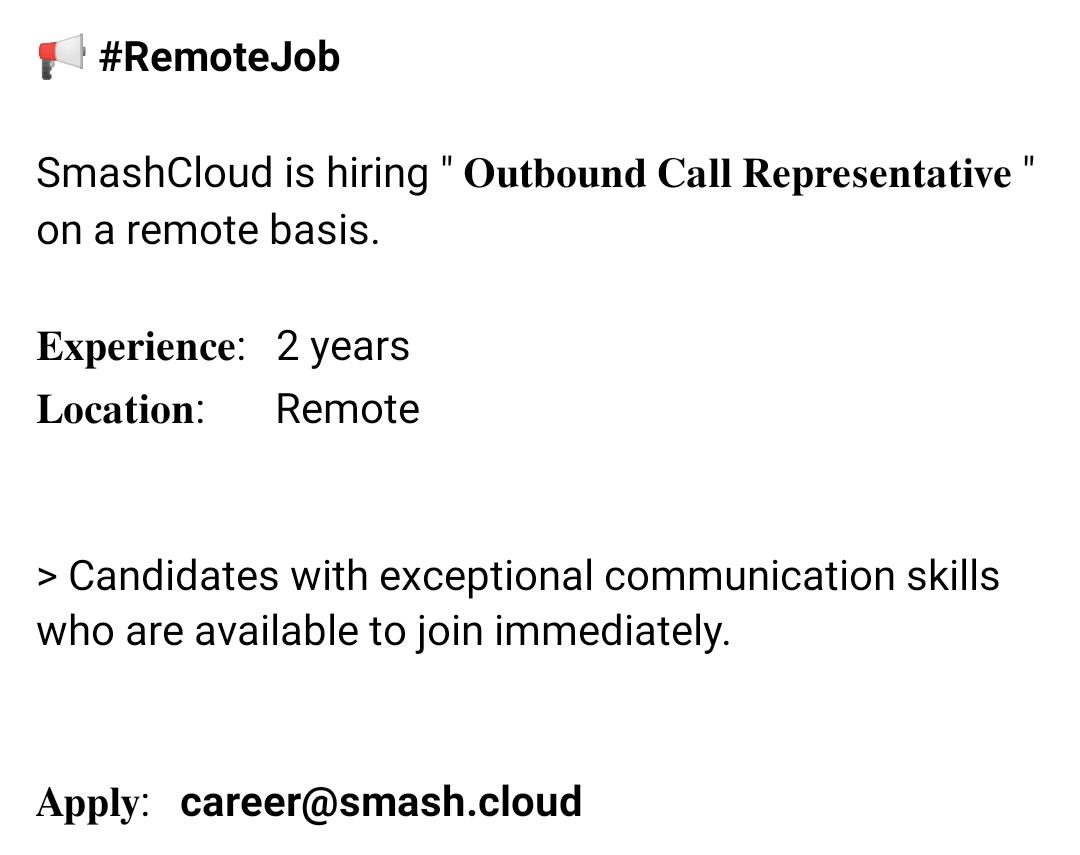 📢 #RemoteJob
SmashCloud is hiring " Outbound Call Representative "
on a remote basis.
Experience: 2 years
Location: Remote
> Candidates with exceptional communication skills
who are available to join immediately.
Apply: career@smash.cloud